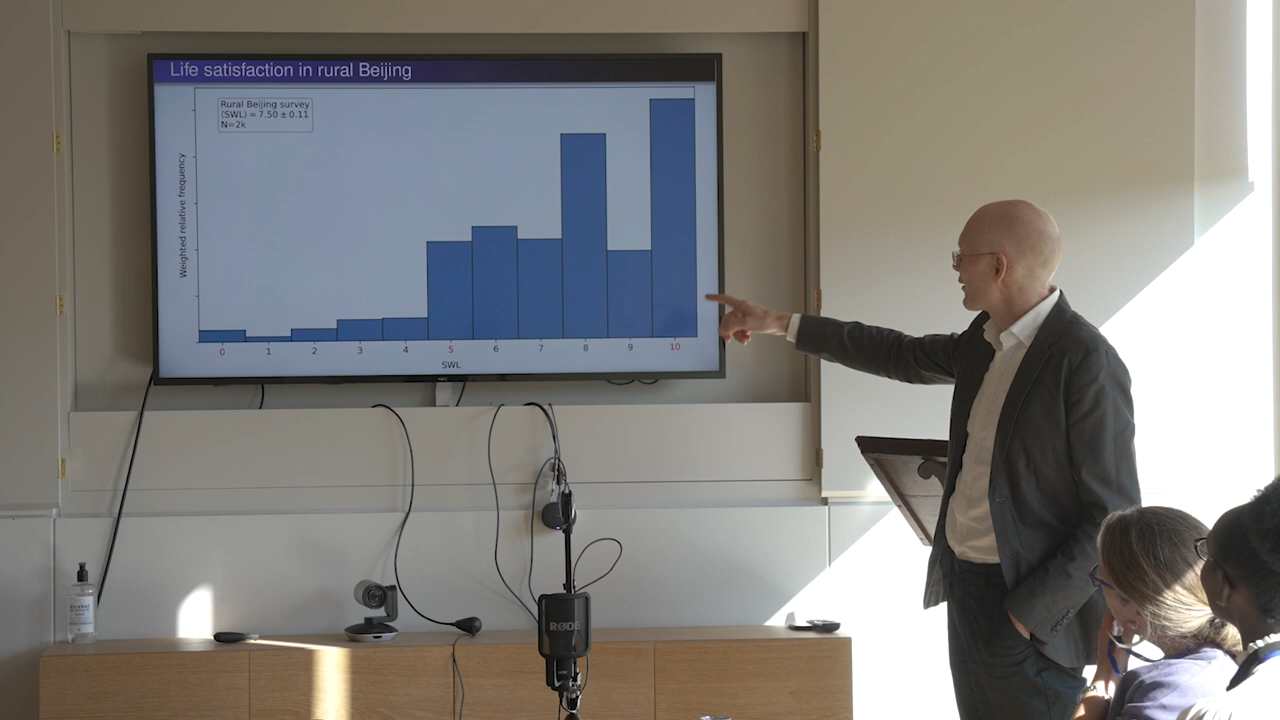 Life satisfaction in rural Beijing
Rural Beijing survey
⟨SWL⟩ = 7.50 ± 0.11
N=2k
Weighted relative frequency
0 1 2 3 4 5 6 7 8 9 10
SWL
RØDE